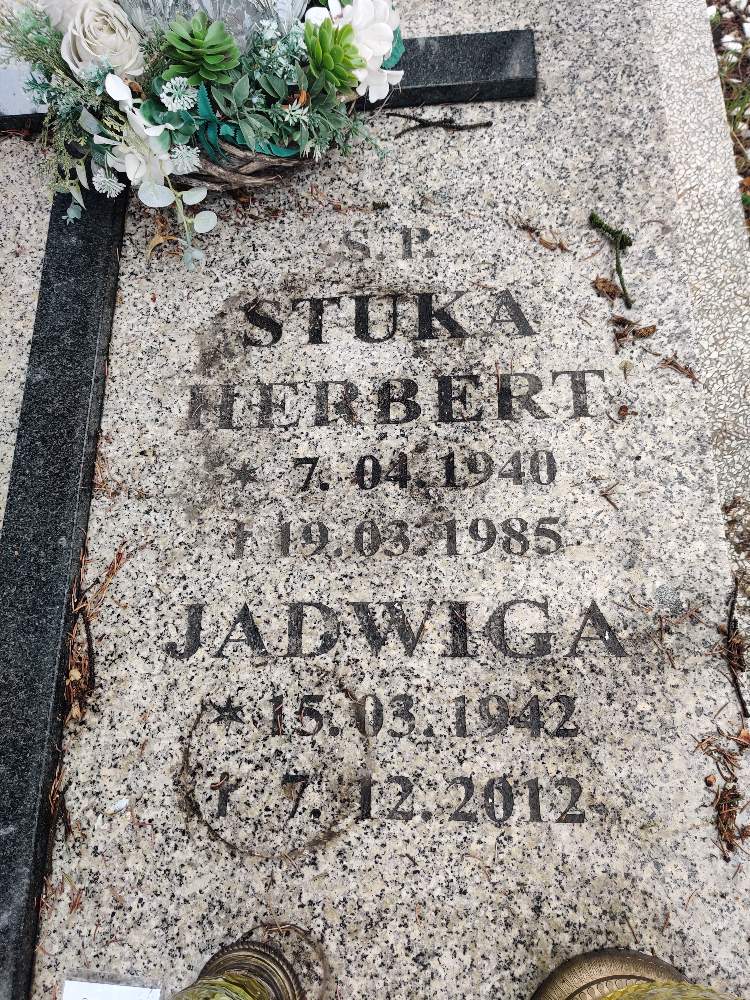 Ś.P.
STUKA
HERBERT
* 7.04.1940
† 19.03.1985
JADWIGA
* 15.03.1942
† 7.12.2012